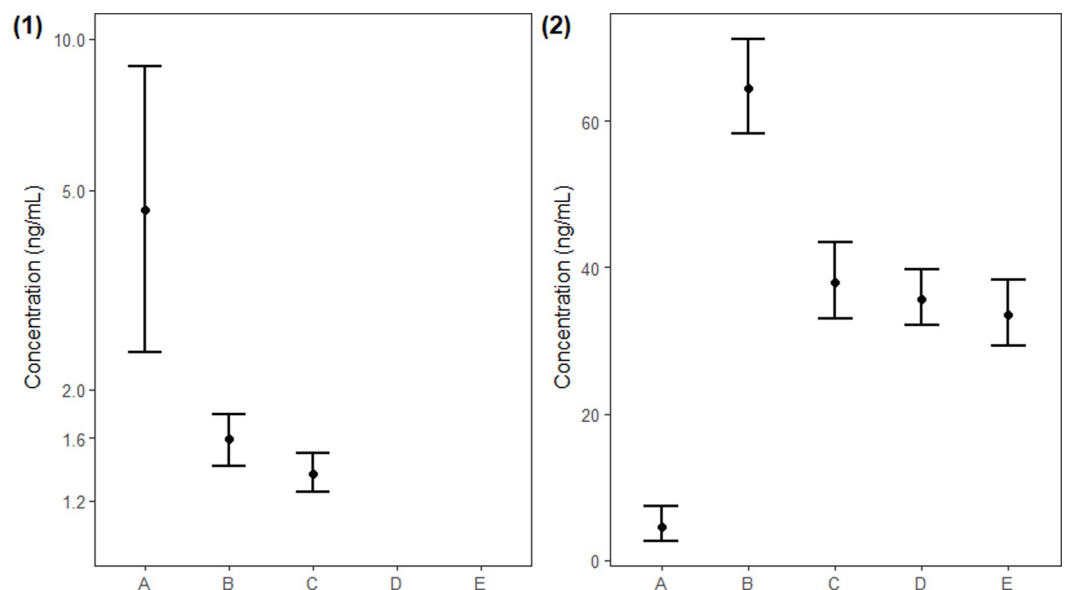 (1)
Concentration (ng/mL)
10.0
5.0
2.0
1.6
1.2
A B C D E
(2)
Concentration (ng/mL)
60
40
20
0
A B C D E